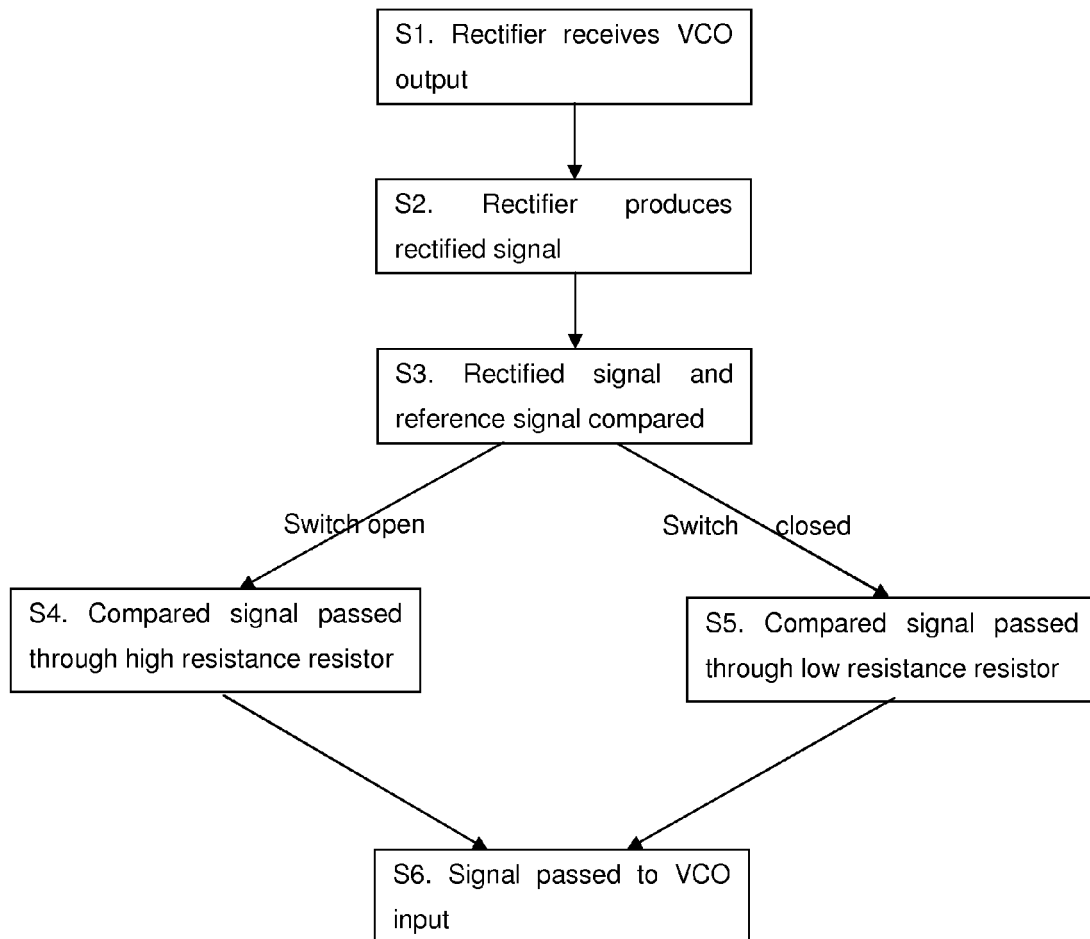 S1. Rectifier receives VCO
output
S2. Rectifier produces
rectified signal
S3. Rectified signal and
reference signal compared
Switch open
Switch closed
S4. Compared signal passed
through high resistance resistor
S5. Compared signal passed
through low resistance resistor
S6. Signal passed to VCO
input